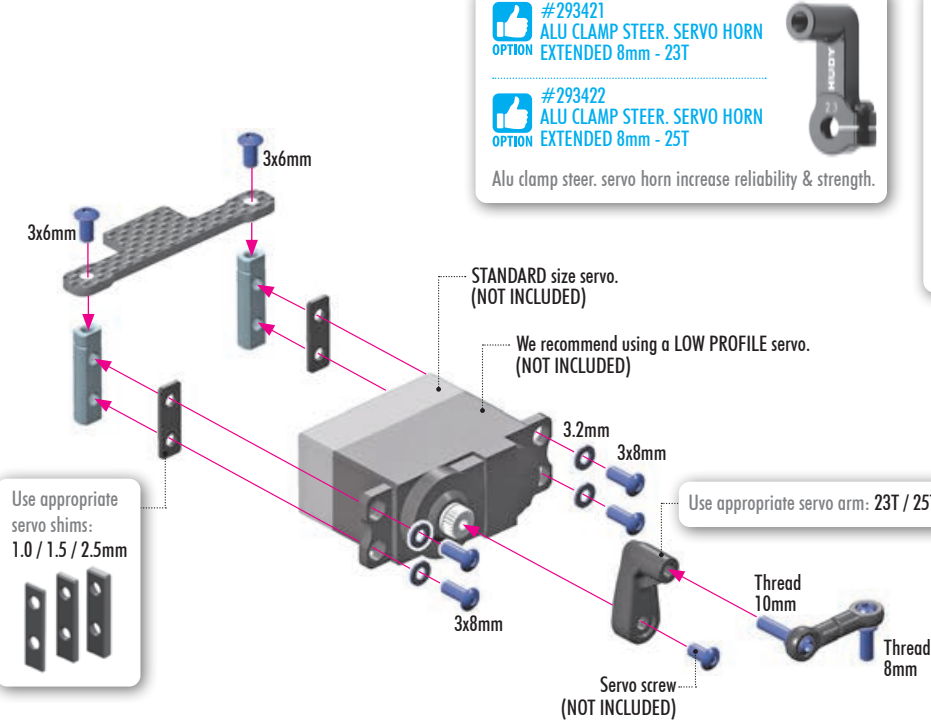 #293421
ALU CLAMP STEER. SERVO HORN
OPTION EXTENDED 8mm - 23T
#293422
ALU CLAMP STEER. SERVO HORN
OPTION EXTENDED 8mm - 25T
HUDY
23
Alu clamp steer. servo horn increase reliability & strength.
3x6mm
3x6mm
STANDARD size servo.
(NOT INCLUDED)
We recommend using a LOW PROFILE servo.
(NOT INCLUDED)
3.2mm
3x8mm
Use appropriate
servo shims:
1.0 / 1.5 / 2.5mm
Use appropriate servo arm: 23T / 25T
3x8mm
Thread
10mm
Thread
8mm
Servo screw
(NOT INCLUDED)